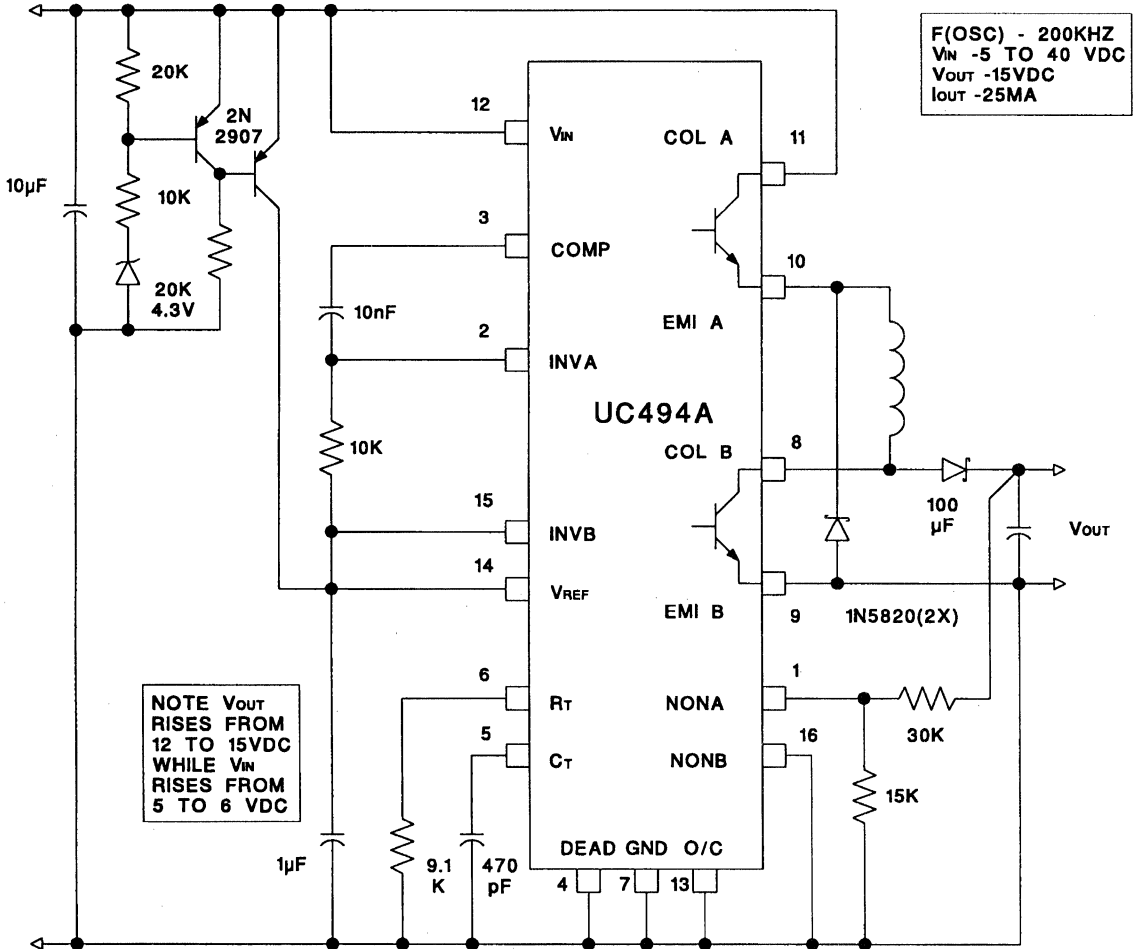 F(OSC) - 200KHZ
VIN -5 TO 40 VDC
VOUT -15VDC
IOUT -25MA
20K
2N
2907
10µF
10K
20K
4.3V
12
VIN
COL A
11
3
COMP
10
10nF
EMI A
2
INVA
UC494A
10K
COL B
8
100
µF
VOUT
15
INVB
14
VREF
EMI B
9
1N5820(2X)
6
RT
NONA
1
30K
5
CT
NONB
16
15K
NOTE VOUT
RISES FROM
12 TO 15VDC
WHILE VIN
RISES FROM
5 TO 6 VDC
1µF
9.1
K
470
pF
DEAD GND O/C
4
7
13